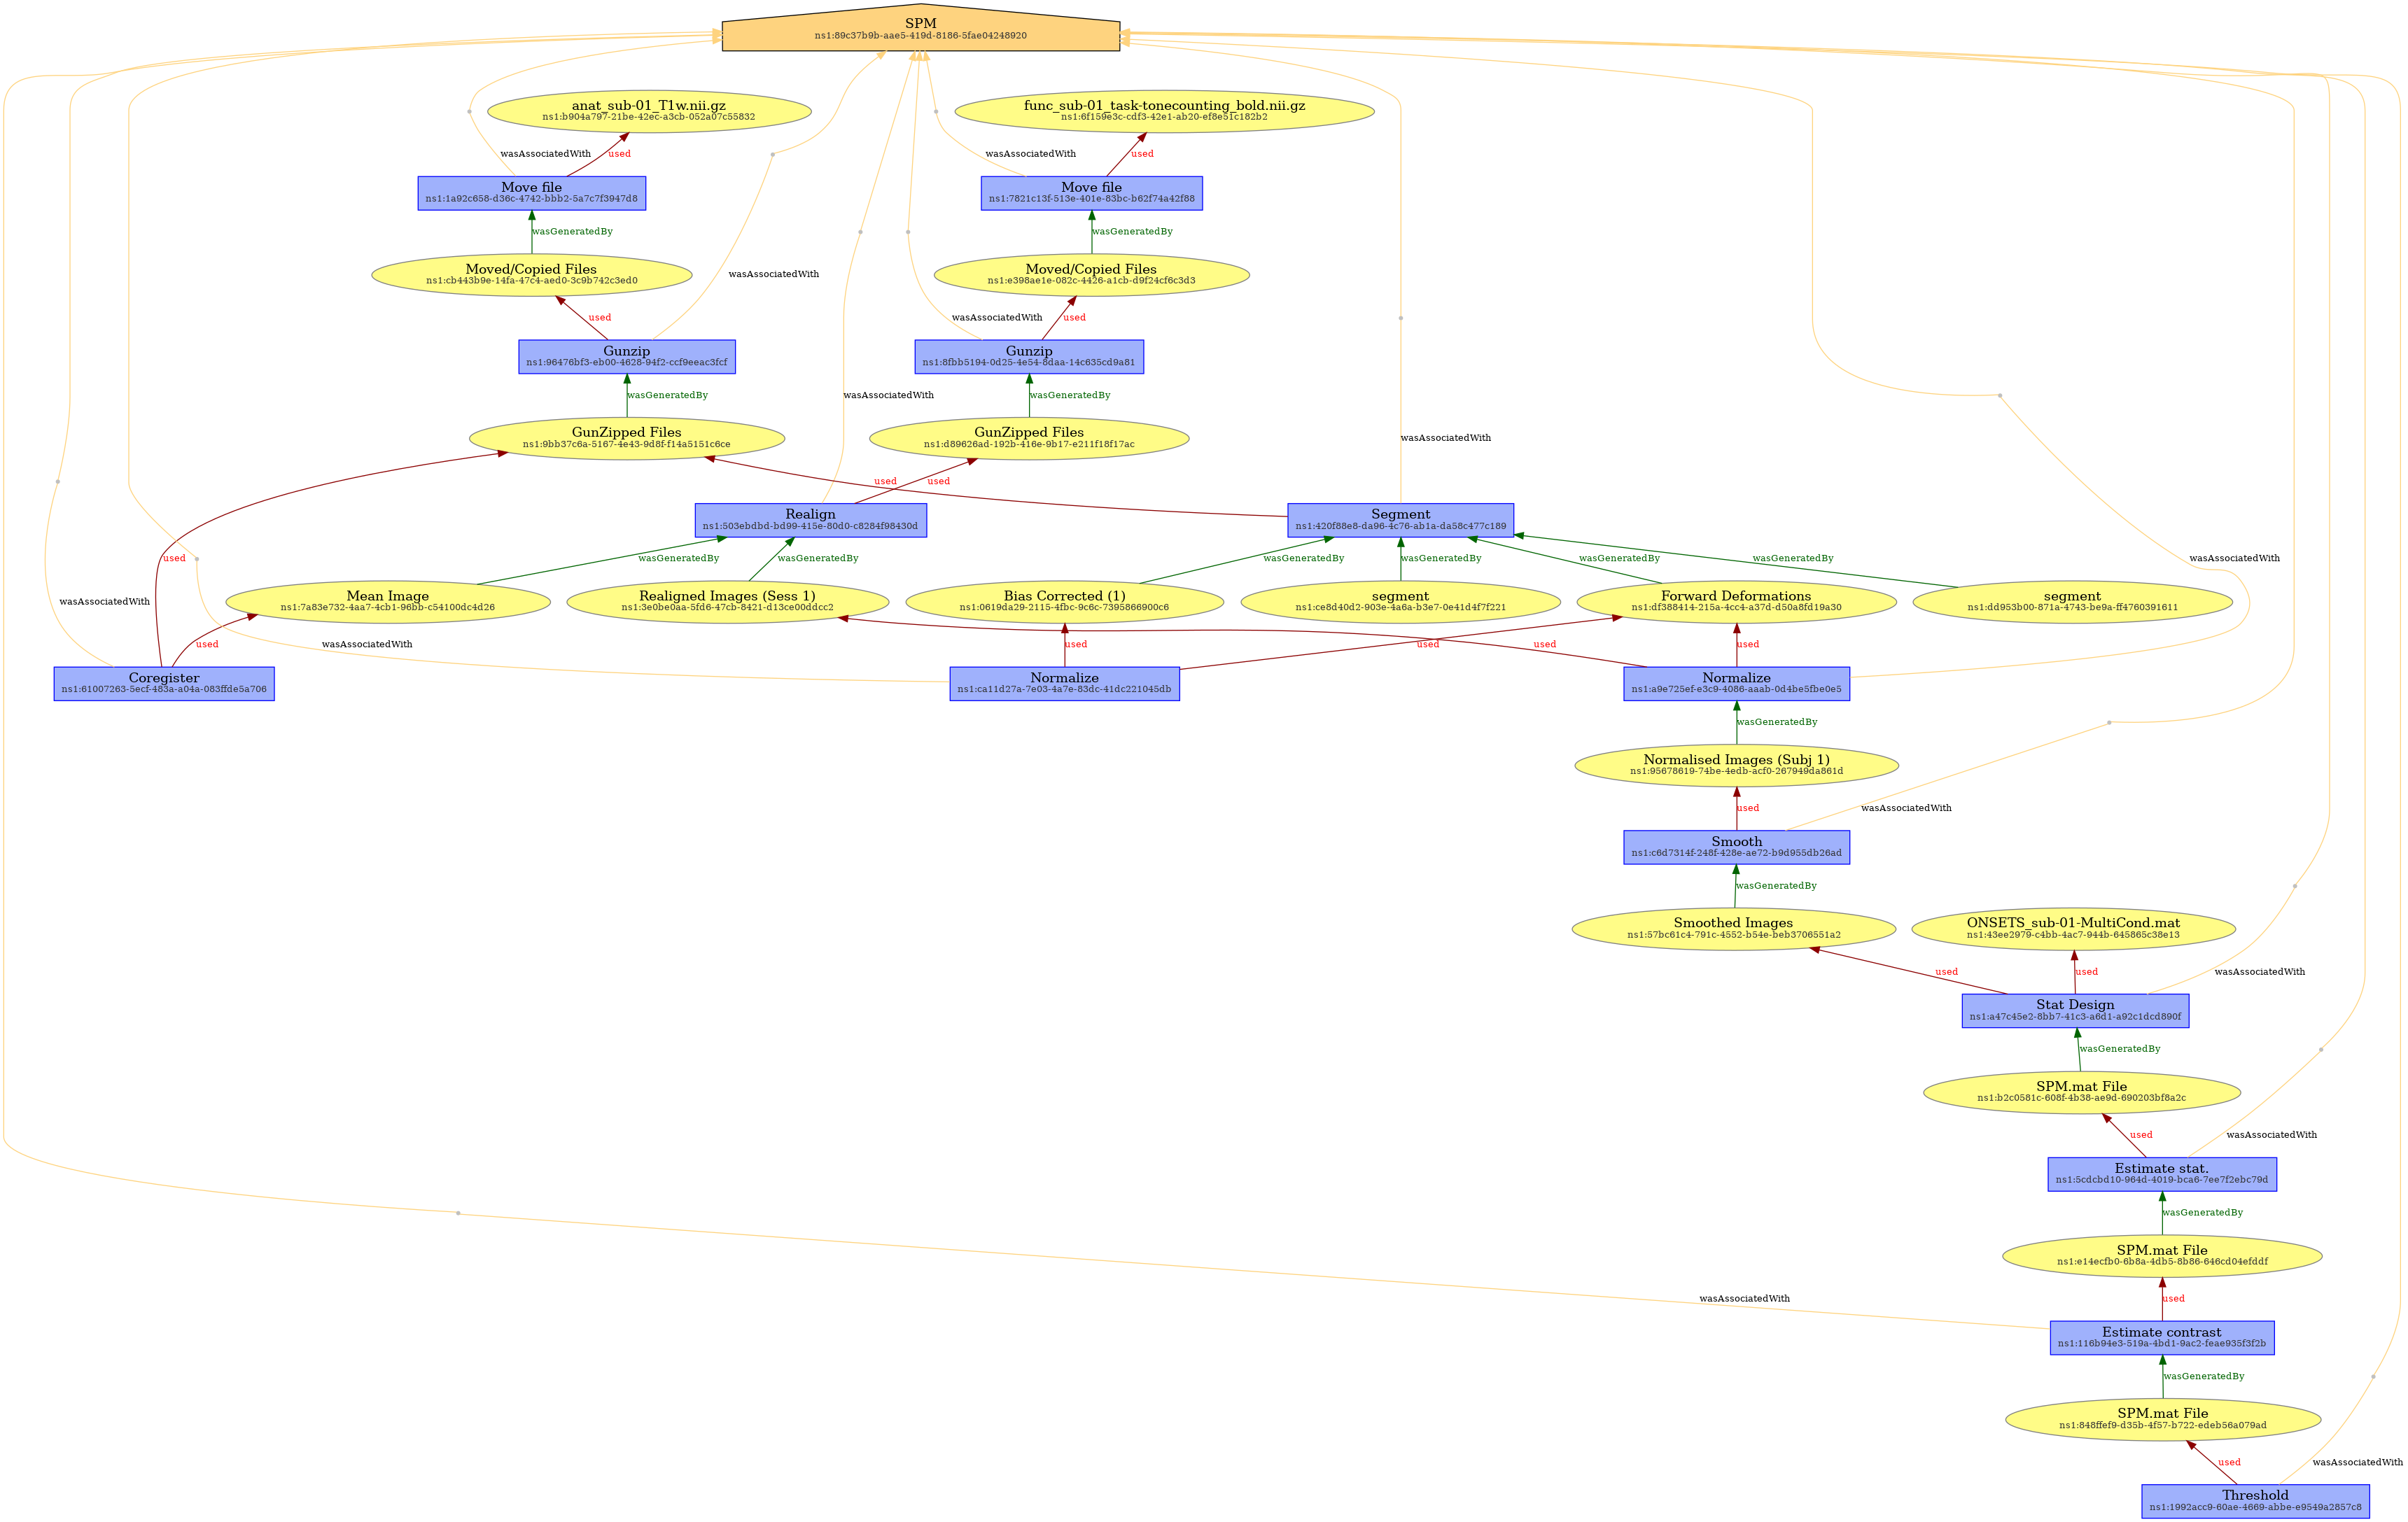 SPM
ns1:89c37b9b-aae5-419d-8186-5fae04248920
anat_sub-01_T1w.nii.gz
ns1:b904a797-21be-42ec-a3cb-052a07c55832
func_sub-01_task-tonecounting_bold.nii.gz
ns1:6f159e3c-cdf3-42e1-ab20-ef8e51c182b2
wasAssociatedWith
used
wasAssociatedWith
used
Move file
ns1:1a92c658-d36c-4742-bbb2-5a7c7f3947d8
Move file
ns1:7821c13f-513e-401e-83bc-b62f74a42f88
wasGeneratedBy
wasGeneratedBy
Moved/Copied Files
ns1:cb443b9e-14fa-47c4-aed0-3c9b742c3ed0
wasAssociatedWith
Moved/Copied Files
ns1:e398ae1e-082c-4426-a1cb-d9f24cf6c3d3
used
wasAssociatedWith
used
Gunzip
ns1:96476bf3-eb00-4628-94f2-ccf9eeac3fcf
Gunzip
ns1:8fbb5194-0d25-4e54-8daa-14c635cd9a81
wasGeneratedBy
wasAssociatedWith
wasGeneratedBy
GunZipped Files
ns1:9bb37c6a-5167-4e43-9d8f-f14a5151c6ce
GunZipped Files
ns1:d89626ad-192b-416e-9b17-e211f18f17ac
wasAssociatedWith
used
used
Realign
ns1:503ebdbd-bd99-415e-80d0-c8284f98430d
Segment
ns1:420f88e8-da96-4c76-ab1a-da58c477c189
used
wasGeneratedBy
wasGeneratedBy
wasGeneratedBy
wasGeneratedBy
wasGeneratedBy
wasGeneratedBy
wasAssociatedWith
wasAssociatedWith
Mean Image
ns1:7a83e732-4aa7-4cb1-96bb-c54100dc4d26
Realigned Images (Sess 1)
ns1:3e0be0aa-5fd6-47cb-8421-d13ce00ddcc2
Bias Corrected (1)
ns1:0619da29-2115-4fbc-9c6c-7395866900c6
segment
ns1:ce8d40d2-903e-4a6a-b3e7-0e41d4f7f221
Forward Deformations
ns1:df388414-215a-4cc4-a37d-d50a8fd19a30
segment
ns1:dd953b00-871a-4743-be9a-ff4760391611
used
wasAssociatedWith
used
used
used
used
Coregister
ns1:61007263-5ecf-483a-a04a-083ffde5a706
Normalize
ns1:ca11d27a-7e03-4a7e-83dc-41dc221045db
Normalize
ns1:a9e725ef-e3c9-4086-aaab-0d4be5fbe0e5
wasGeneratedBy
Normalised Images (Subj 1)
ns1:95678619-74be-4edb-acf0-267949da861d
used
wasAssociatedWith
Smooth
ns1:c6d7314f-248f-428e-ae72-b9d955db26ad
wasGeneratedBy
Smoothed Images
ns1:57bc61c4-791c-4552-b54e-beb3706551a2
ONSETS_sub-01-MultiCond.mat
ns1:43ee2979-c4bb-4ac7-944b-645865c38e13
used
used
wasAssociatedWith
Stat Design
ns1:a47c45e2-8bb7-41c3-a6d1-a92c1dcd890f
wasGeneratedBy
SPM.mat File
ns1:b2c0581c-608f-4b38-ae9d-690203bf8a2c
used
wasAssociatedWith
Estimate stat.
ns1:5cdcbd10-964d-4019-bca6-7ee7f2ebc79d
wasGeneratedBy
SPM.mat File
ns1:e14ecfb0-6b8a-4db5-8b86-646cd04efddf
wasAssociatedWith
used
Estimate contrast
ns1:116b94e3-519a-4bd1-9ac2-feae935f3f2b
wasGeneratedBy
SPM.mat File
ns1:848ffef9-d35b-4f57-b722-edeb56a079ad
used
wasAssociatedWith
Threshold
ns1:1992acc9-60ae-4669-abbe-e9549a2857c8